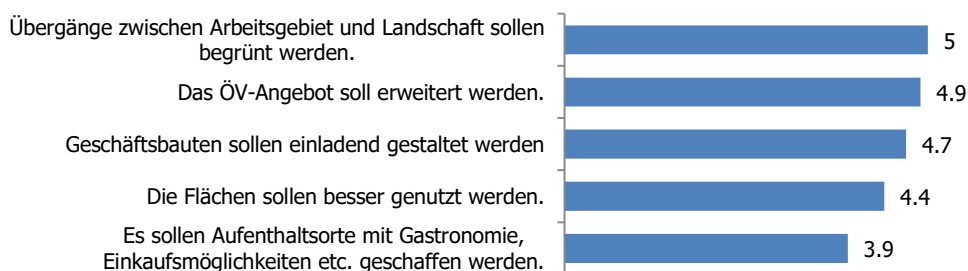 Übergänge zwischen Arbeitsgebiet und Landschaft sollen
begrünt werden.
5
Das ÖV-Angebot soll erweitert werden.
4.9
Geschäftsbauten sollen einladend gestaltet werden
4.7
Die Flächen sollen besser genutzt werden.
4.4
Es sollen Aufenthaltsorte mit Gastronomie,
Einkaufsmöglichkeiten etc. geschaffen werden.
3.9